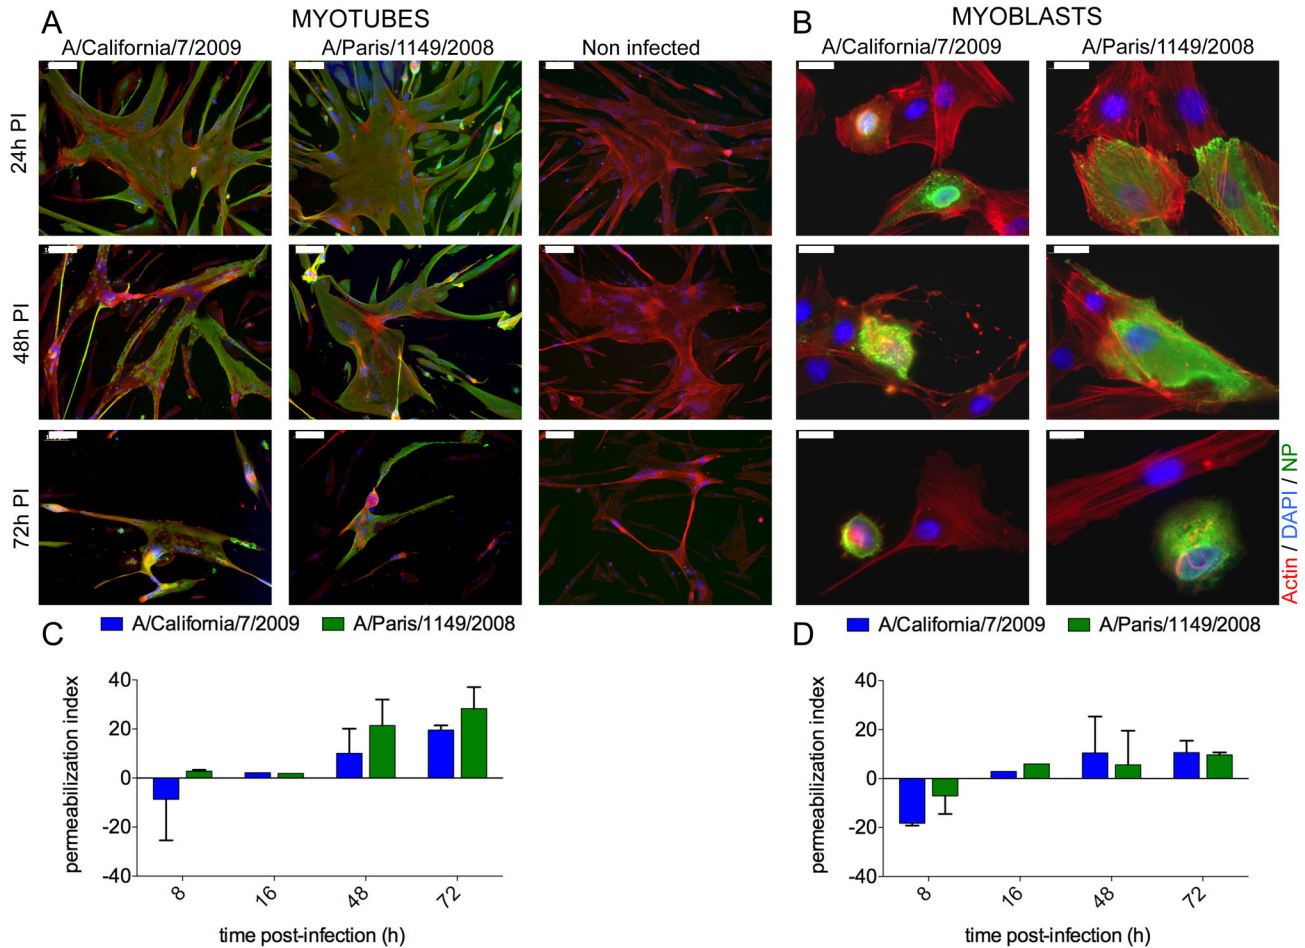 A
MYOTUBES
A/California/7/2009
A/Paris/1149/2008
Non infected
24h PI
48h PI
72h PI
B
MYOBLASTS
A/California/7/2009
A/Paris/1149/2008
Actin / DAPI / NP
C
A/California/7/2009
A/Paris/1149/2008
permeabilization index
40
20
0
-20
-40
8
16
48
72
time post-infection (h)
D
A/California/7/2009
A/Paris/1149/2008
permeabilization index
40
20
0
-20
-40
8
16
48
72
time post-infection (h)